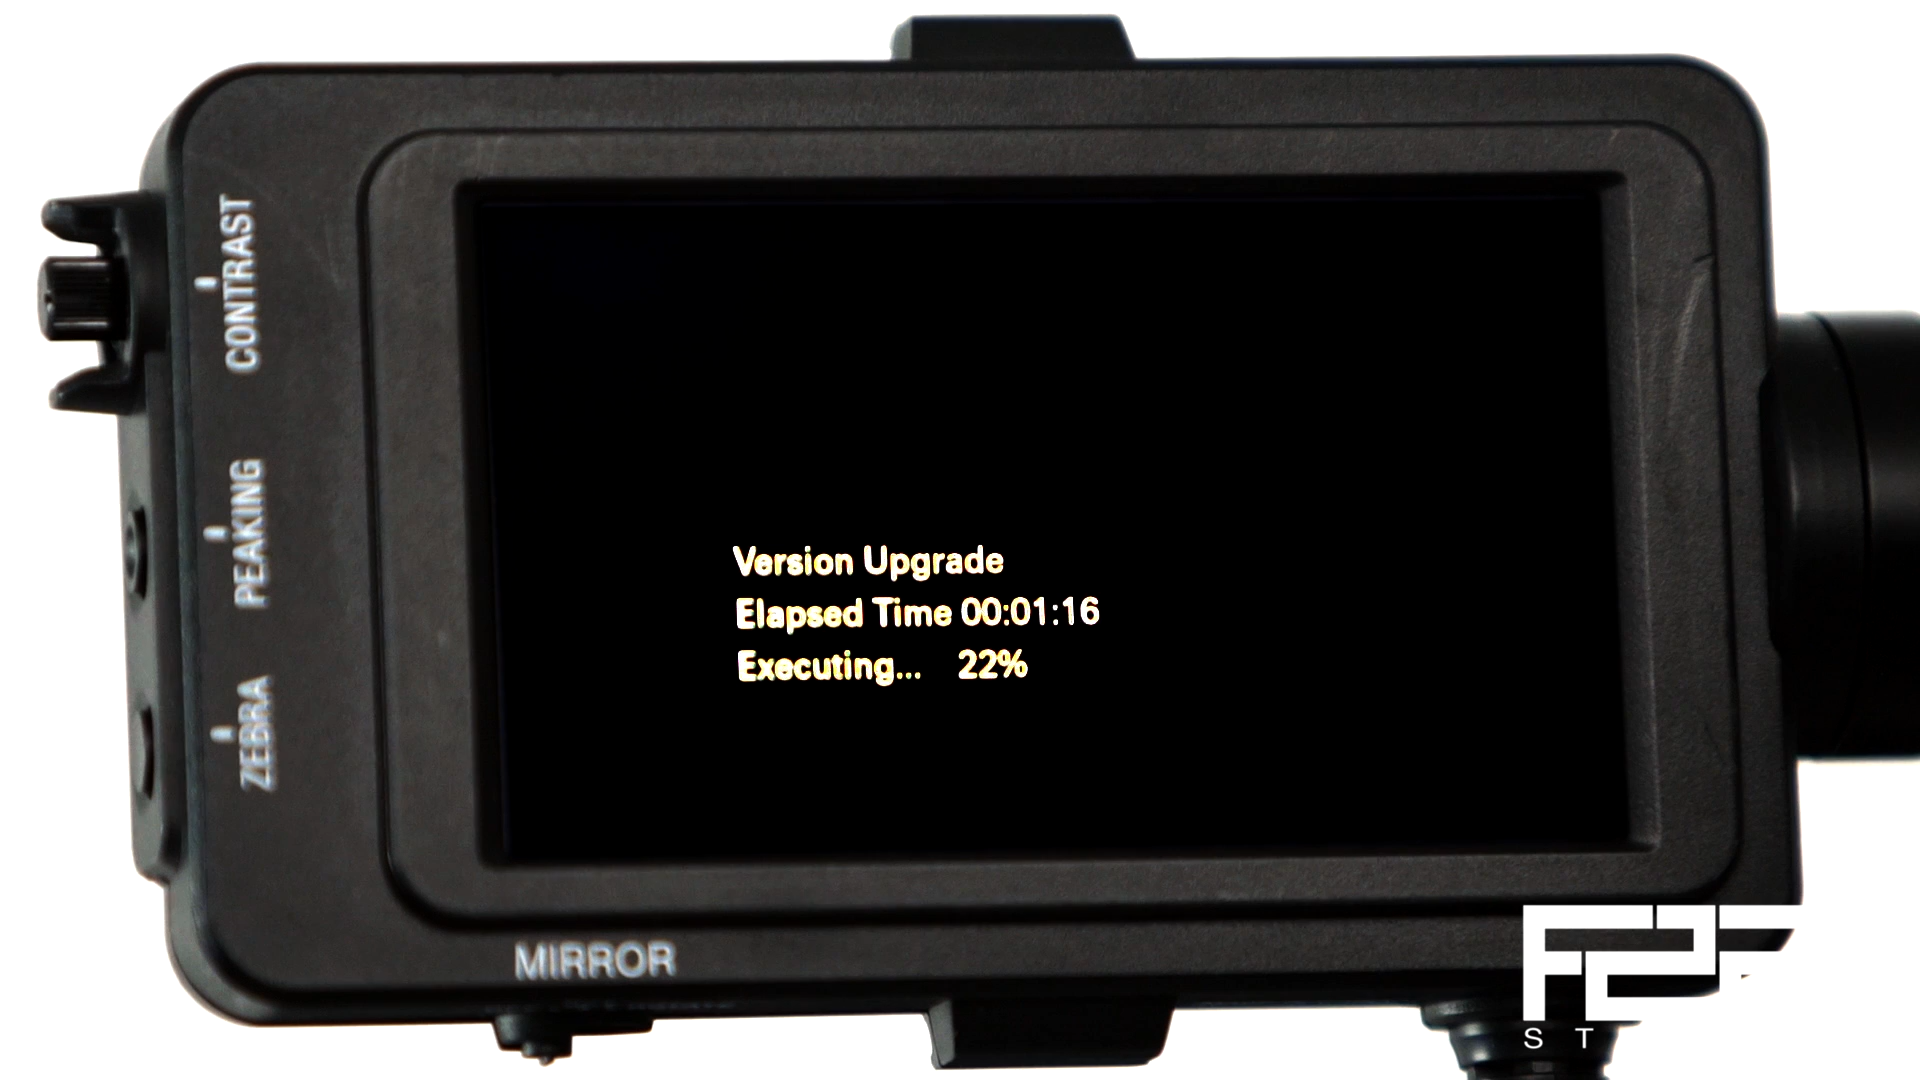 CONTRAST
PEAKING
ZEBRA
Version Upgrade
Elapsed Time 00:01:16
Executing... 22%
MIRROR
S T